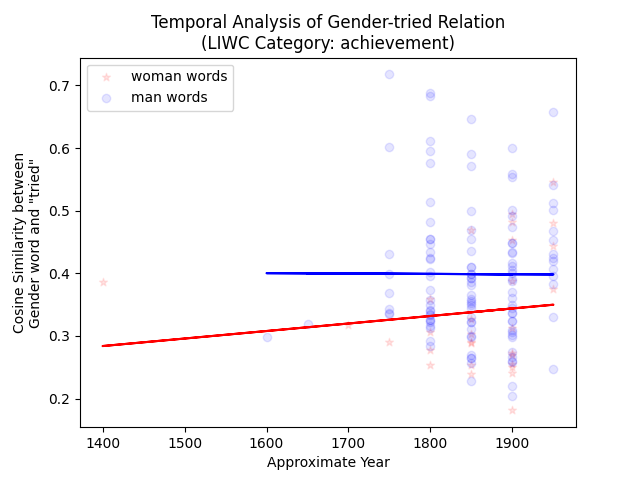 Temporal Analysis of Gender-tried Relation
(LIWC Category: achievement)
woman words
man words
0.7
0.6
0.5
0.4
0.3
0.2
Cosine Similarity between
Gender word and "tried"
1400 1500 1600 1700 1800 1900
Approximate Year